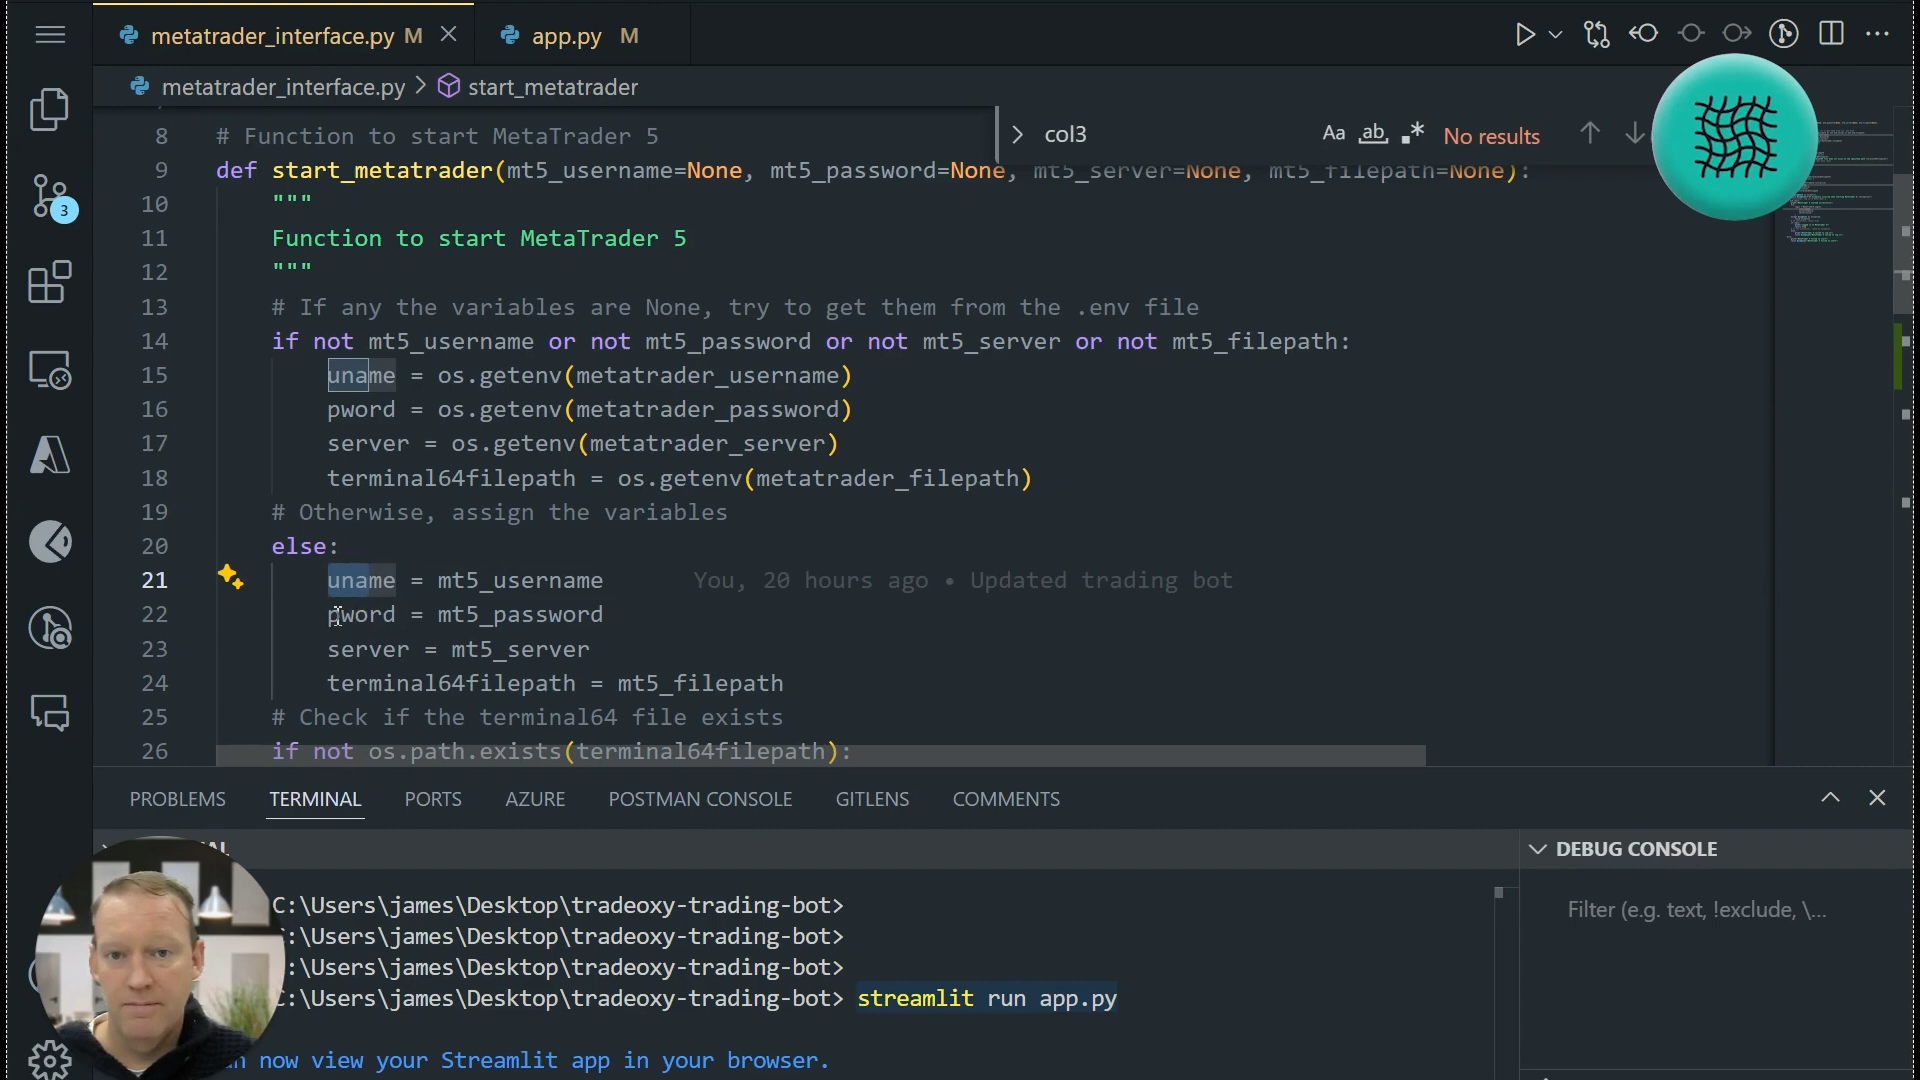 metatrader_interface.py M
app.py M
metatrader_interface.py > start_metatrader
col3
Aa ab No results
8 # Function to start MetaTrader 5
9 def start_metatrader(mt5_username=None, mt5_password=None, mt5_server=None, mt5_filepath=None):
10 """
11 Function to start MetaTrader 5
12 """
13 # If any the variables are None, try to get them from the .env file
14 if not mt5_username or not mt5_password or not mt5_server or not mt5_filepath:
15 uname = os.getenv(metatrader_username)
16 pword = os.getenv(metatrader_password)
17 server = os.getenv(metatrader_server)
18 terminal64filepath = os.getenv(metatrader_filepath)
19 # Otherwise, assign the variables
20 else:
21 uname = mt5_username You, 20 hours ago • Updated trading bot
22 pword = mt5_password
23 server = mt5_server
24 terminal64filepath = mt5_filepath
25 # Check if the terminal64 file exists
26 if not os.path.exists(terminal64filepath):
3
PROBLEMS TERMINAL PORTS AZURE POSTMAN CONSOLE GITLENS COMMENTS
DEBUG CONSOLE
Filter (e.g. text, !exclude, \...
C:\Users\james\Desktop\tradeoxy-trading-bot>
:\Users\james\Desktop\tradeoxy-trading-bot>
:\Users\james\Desktop\tradeoxy-trading-bot>
C:\Users\james\Desktop\tradeoxy-trading-bot> streamlit run app.py
now view your Streamlit app in your browser.